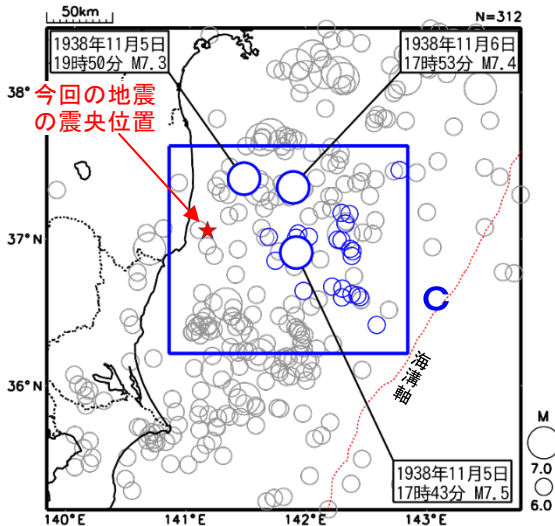 50km
N=312
1938年11月5日
19時50分 M7.3
1938年11月6日
17時53分 M7.4
38°
今回の地震
の震央位置
37°N
C
36°N
海溝軸
M
7.0
6.0
1938年11月5日
17時43分 M7.5
140°E
141°E
142°E
143°E